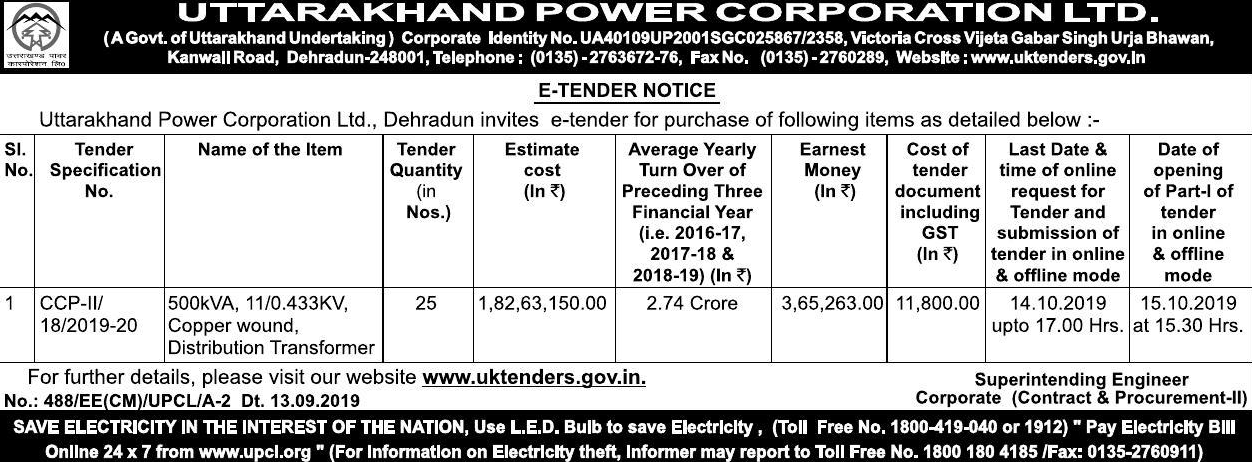 UTTARAKHAND POWER CORPORATION LTD.
(A Govt. of Uttarakhand Undertaking) Corporate Identity No. UA40109UP2001SGC025867/2358, Victoria Cross Vijeta Gabar Singh Urja Bhawan,
Kanwali Road, Dehradun-248001, Telephone : (0135) -2763672-76, Fax No. (0135) -2760289, Website : www.uktenders.gov.in
उत्तराखण्ड पावर
कारपोरेशन लि०
E-TENDER NOTICE
Uttarakhand Power Corporation Ltd., Dehradun invites e-tender for purchase of following items as detailed below :-
Sl. No.
Tender Specification No.
Name of the Item
Tender Quantity (in Nos.)
Estimate cost (In ₹)
Average Yearly Turn Over of Preceding Three Financial Year (i.e. 2016-17, 2017-18 & 2018-19) (In ₹)
Earnest Money (In ₹)
Cost of tender document including GST (In ₹)
Last Date & time of online request for Tender and submission of tender in online & offline mode
Date of opening of Part-I of tender in online & offline mode
1
CCP-II/ 18/2019-20
500kVA, 11/0.433KV, Copper wound, Distribution Transformer
25
1,82,63,150.00
2.74 Crore
3,65,263.00
11,800.00
14.10.2019 upto 17.00 Hrs.
15.10.2019 at 15.30 Hrs.
For further details, please visit our website www.uktenders.gov.in.
No.: 488/EE(CM)/UPCL/A-2 Dt. 13.09.2019
Superintending Engineer
Corporate (Contract & Procurement-II)
SAVE ELECTRICITY IN THE INTEREST OF THE NATION, Use L.E.D. Bulb to save Electricity , (Toll Free No. 1800-419-040 or 1912) " Pay Electricity Bill
Online 24 x 7 from www.upcl.org " (For Information on Electricity theft, Informer may report to Toll Free No. 1800 180 4185 /Fax: 0135-2760911)